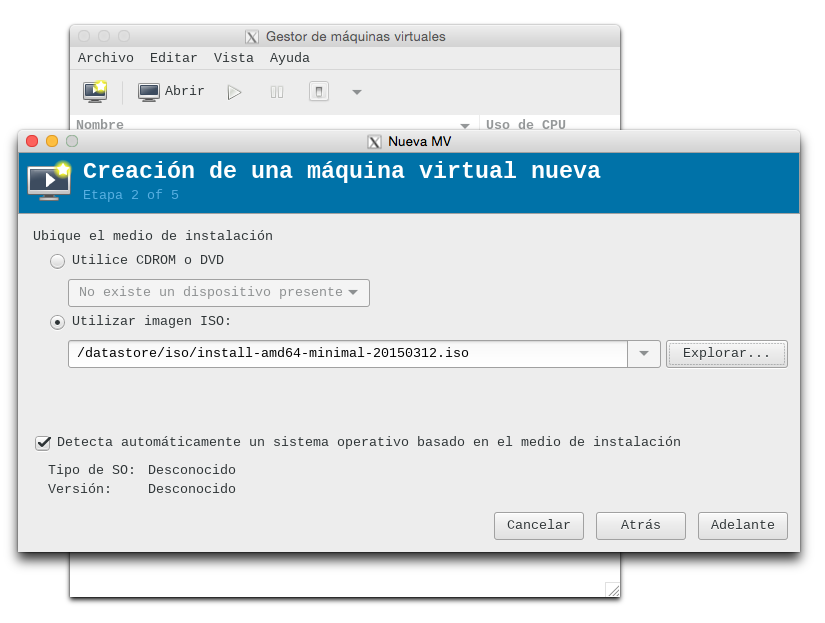 Gestor de máquinas virtuales
Archivo Editar Vista Ayuda
Abrir
Nombre Uso de CPU
Nueva MV
Creación de una máquina virtual nueva
Etapa 2 of 5
Ubique el medio de instalación
Utilice CDROM o DVD
No existe un dispositivo presente
Utilizar imagen ISO:
/datastore/iso/install-amd64-minimal-20150312.iso Explorar...
Detecta automáticamente un sistema operativo basado en el medio de instalación
Tipo de SO: Desconocido
Versión: Desconocido
Cancelar Atrás Adelante